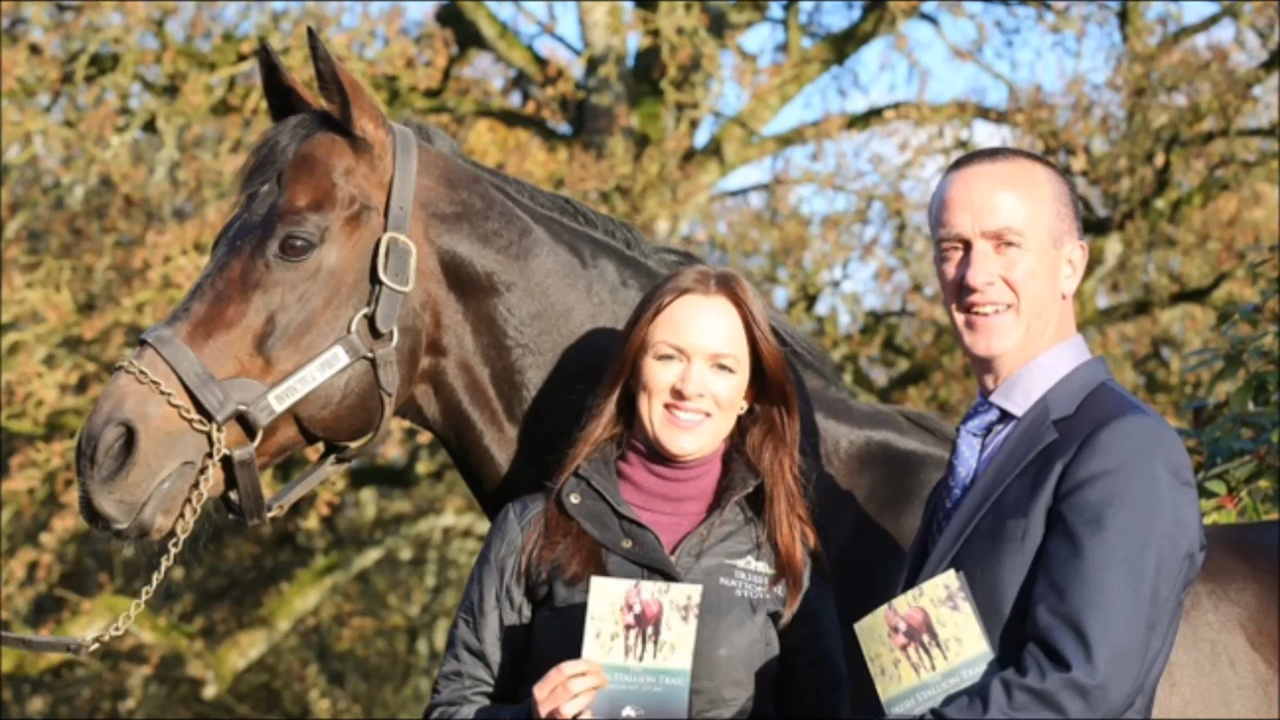 INVINCIBLE SPIRIT
IRISH
NATIONAL
STUD
STALLION TRAIL
IRISH STALLION TRAIL